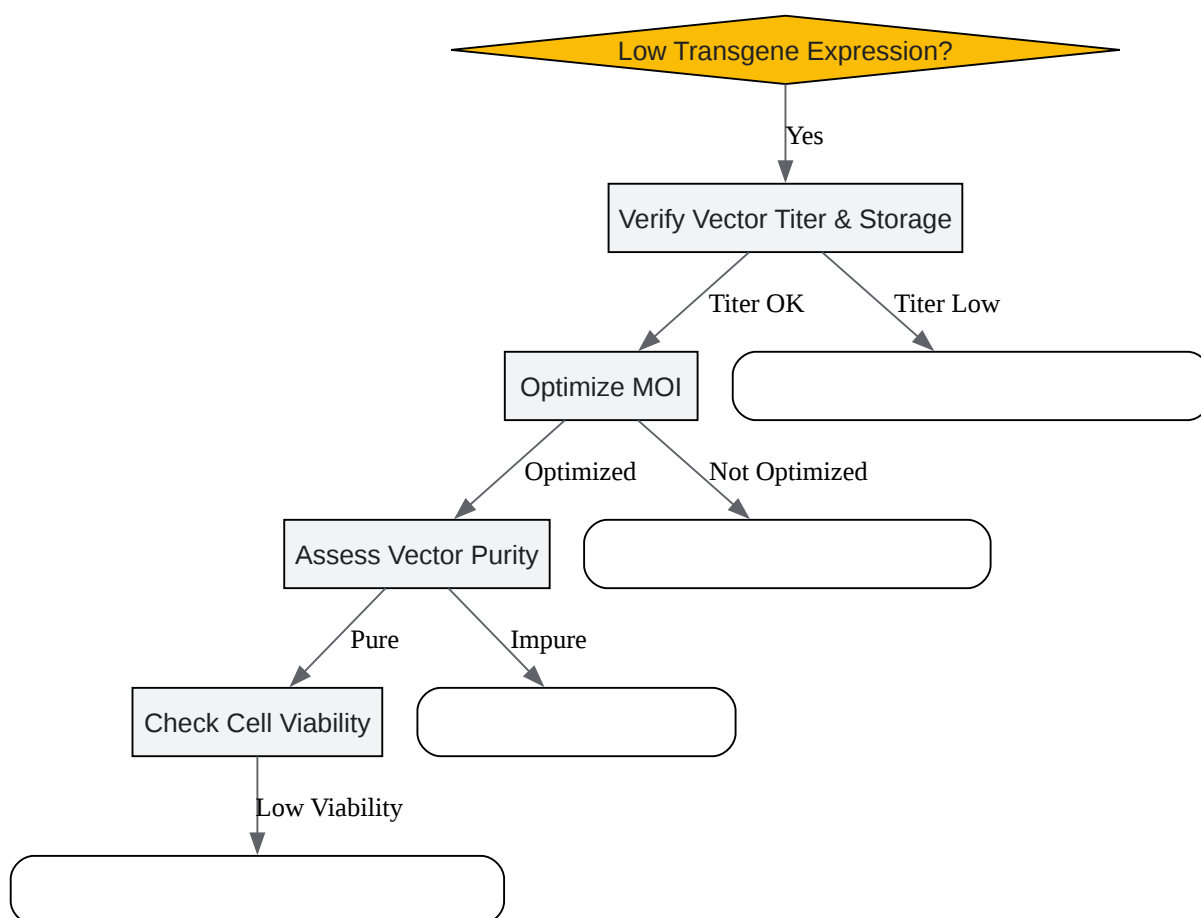 Low Transgene Expression?
Yes
Verify Vector Titer & Storage
Titer OK
Titer Low
Optimize MOI
Optimized
Not Optimized
Assess Vector Purity
Pure
Impure
Check Cell Viability
Low Viability